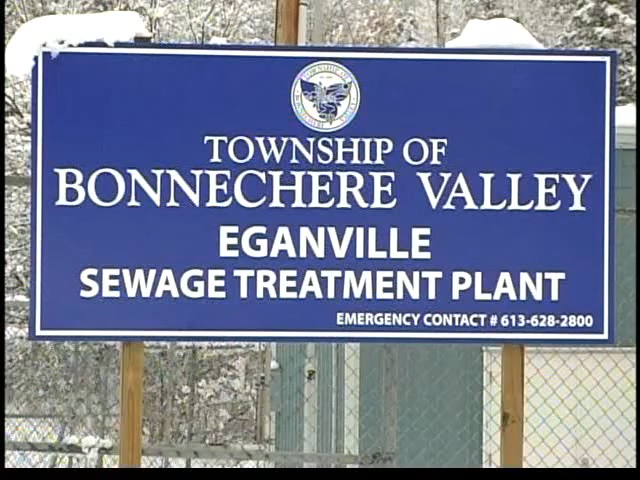 TOWNSHIP OF
BONNECHERE VALLEY
EGANVILLE
SEWAGE TREATMENT PLANT
EMERGENCY CONTACT # 613-628-2800